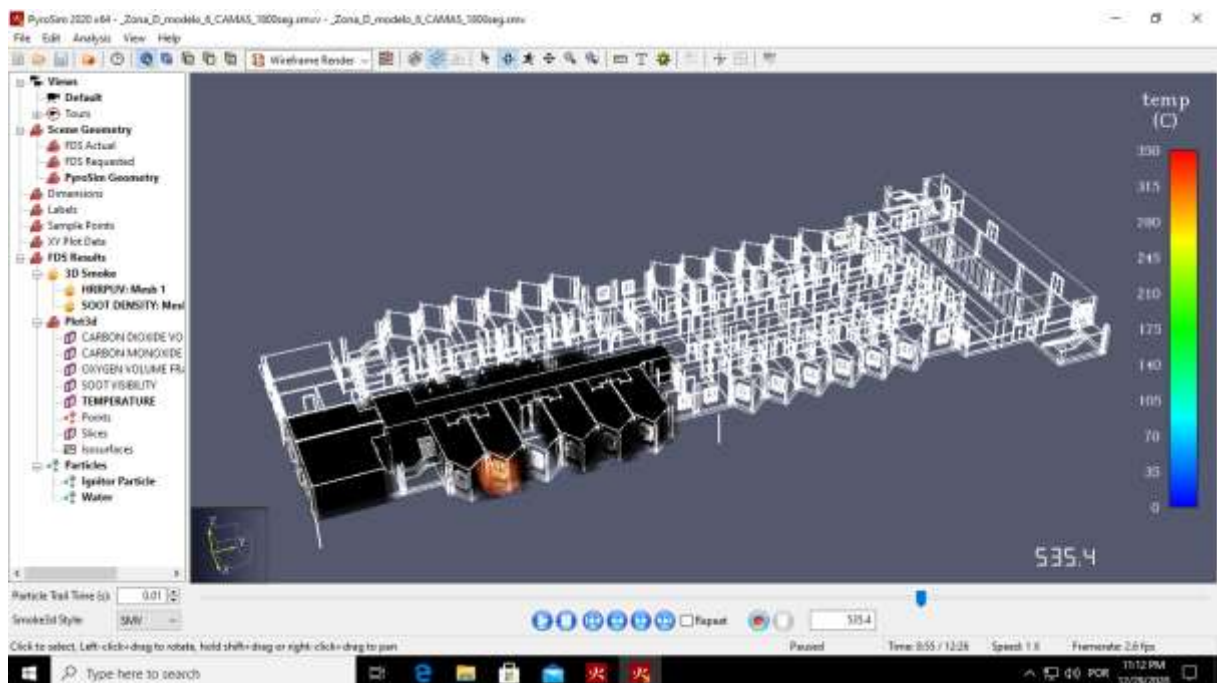 PyroSim 2020 x64 - _Zona_D_modelo_6_CAMAS_1800seg.smvv - _Zona_D_modelo_6_CAMAS_1800seg.smv
File Edit Analysis View Help
Wireframe Render
Views
Default
Tours
Scene Geometry
FDS Actual
FDS Requested
PyroSim Geometry
Dimensions
Labels
Sample Points
XY Plot Data
FDS Results
3D Smoke
HRRPUV: Mesh 1
SOOT DENSITY: Mesl
Plot3d
CARBON DIOXIDE VO
CARBON MONOXIDE
OXYGEN VOLUME FR
SOOT VISIBILITY
TEMPERATURE
Points
Slices
Isosurfaces
Particles
Ignitor Particle
Water
temp
(C)
350
315
280
245
210
175
140
105
70
35
0
535.4
Particle Trail Time (s): 0.01
Smoke3d Style: SMV
Repeat
535.4
Click to select, Left-click+drag to rotate, hold shift+drag or right-click+drag to pan
Paused
Time: 8:55 / 12:26
Speed: 1.0
Framerate: 2.6 fps
Type here to search
POR
11:12 PM